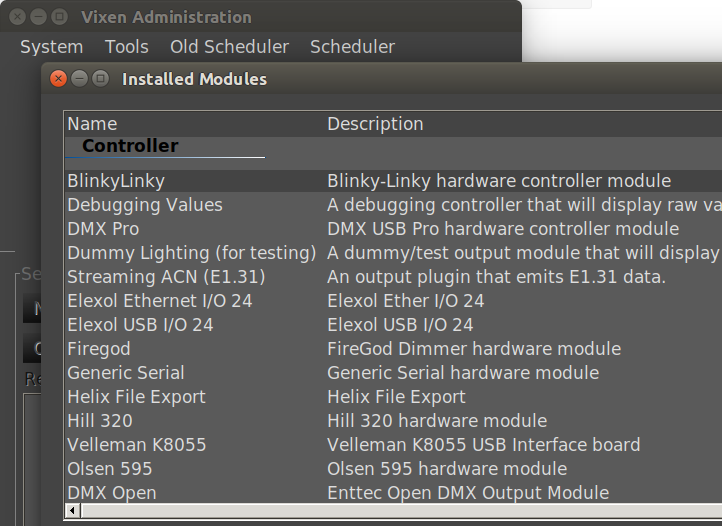 Vixen Administration
System Tools Old Scheduler Scheduler
Installed Modules
Name Description
Controller
BlinkyLinky Blinky-Linky hardware controller module
Debugging Values A debugging controller that will display raw va
DMX Pro DMX USB Pro hardware controller module
Dummy Lighting (for testing) A dummy/test output module that will display
Streaming ACN (E1.31) An output plugin that emits E1.31 data.
Se
Elexol Ethernet I/O 24 Elexol Ether I/O 24
Elexol USB I/O 24 Elexol USB I/O 24
Firegod FireGod Dimmer hardware module
Generic Serial Generic Serial hardware module
Re
Helix File Export Helix File Export
Hill 320 Hill 320 hardware module
Velleman K8055 Velleman K8055 USB Interface board
Olsen 595 Olsen 595 hardware module
DMX Open Enttec Open DMX Output Module